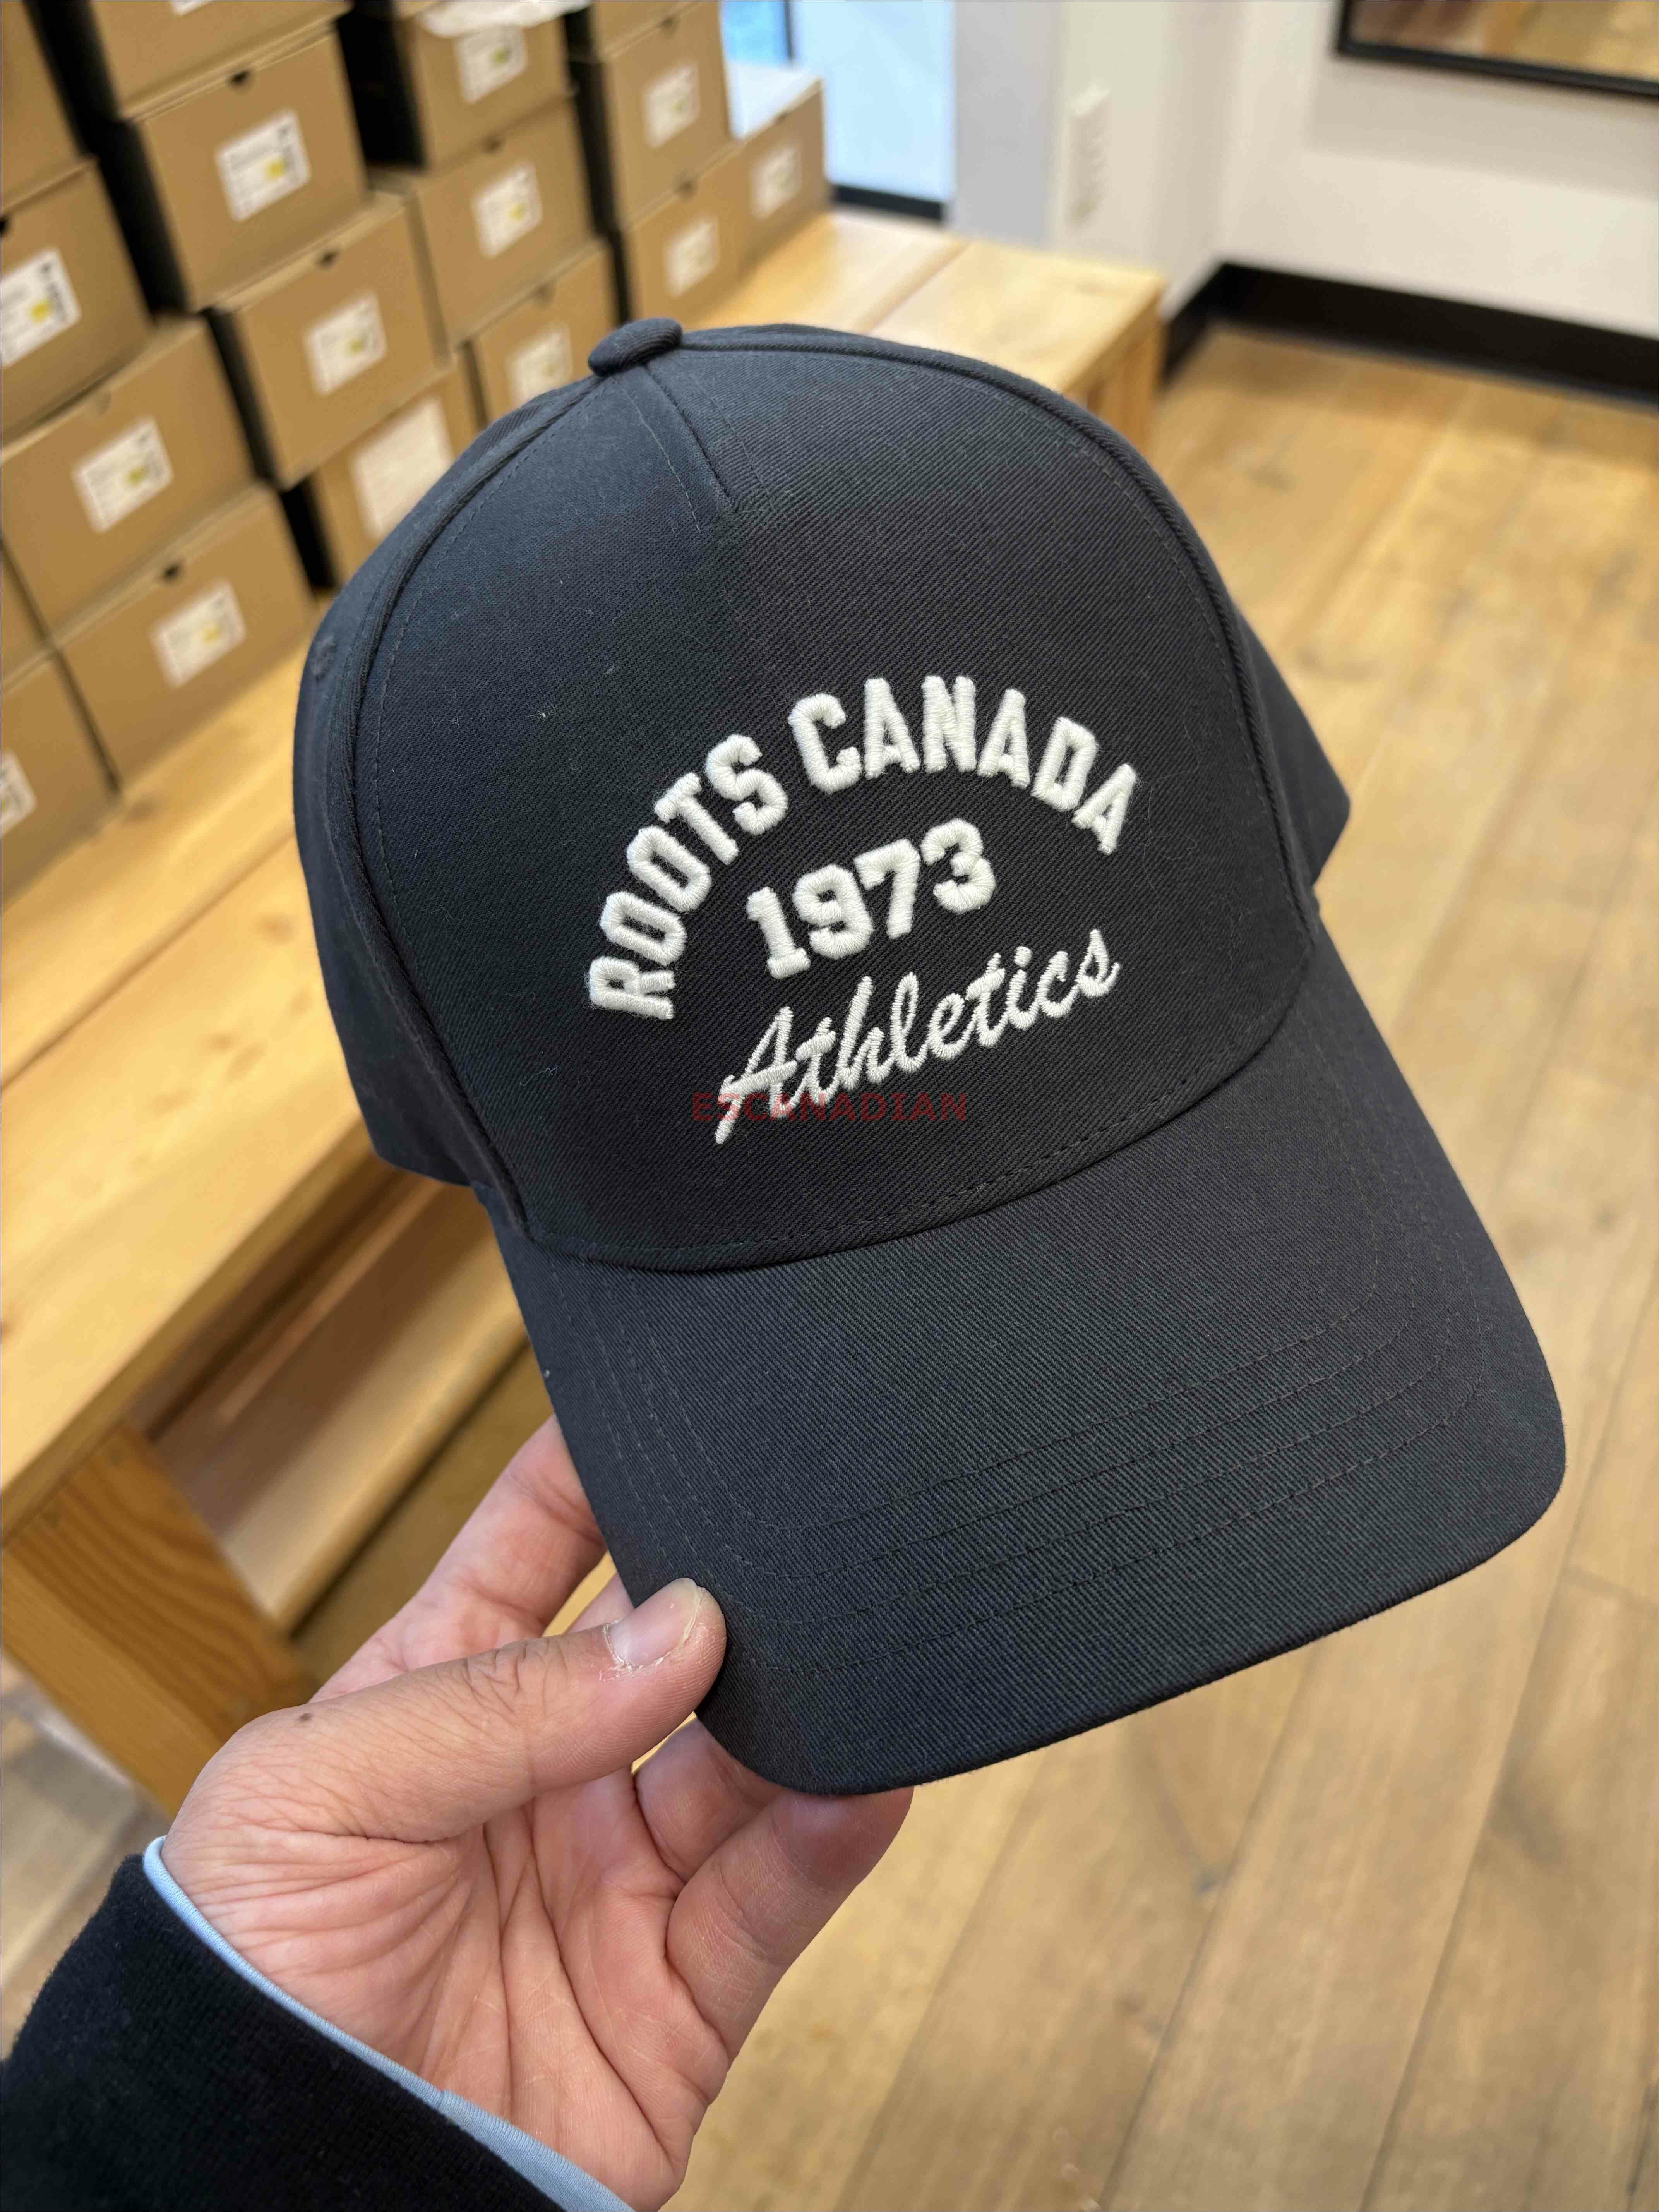 ROOTS CANADA
1973
Athletics
ESCANADIAN